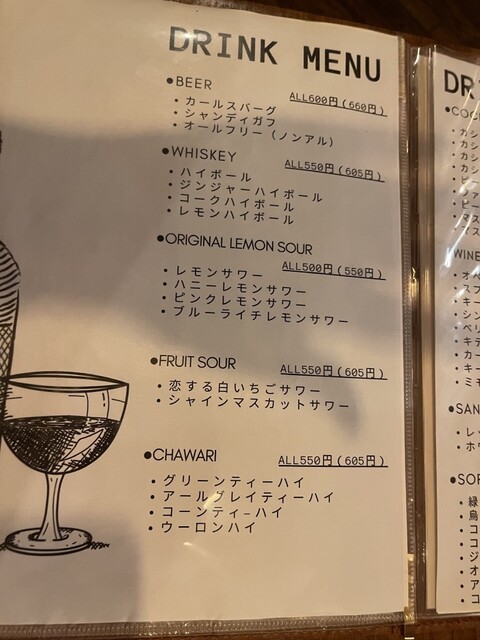 DRINK MENU
●BEER
ALL600円(660円)
・カールスバーグ
・シャンディガフ
・オールフリー(ノンアル)
●WHISKEY
ALL550円(605円)
・ハイボール
・ジンジャーハイボール
・コークハイボール
・レモンハイボール
●ORIGINAL LEMON SOUR
ALL500円(550円)
・レモンサワー
・ハニーレモンサワー
・ピンクレモンサワー
・ブルーライチレモンサワー
●FRUIT SOUR
ALL550円(605円)
・恋する白いちごサワー
・シャインマスカットサワー
●CHAWARI
ALL550円(605円)
・グリーンティーハイ
・アールグレイティーハイ
・コーンティーハイ
・ウーロンハイ